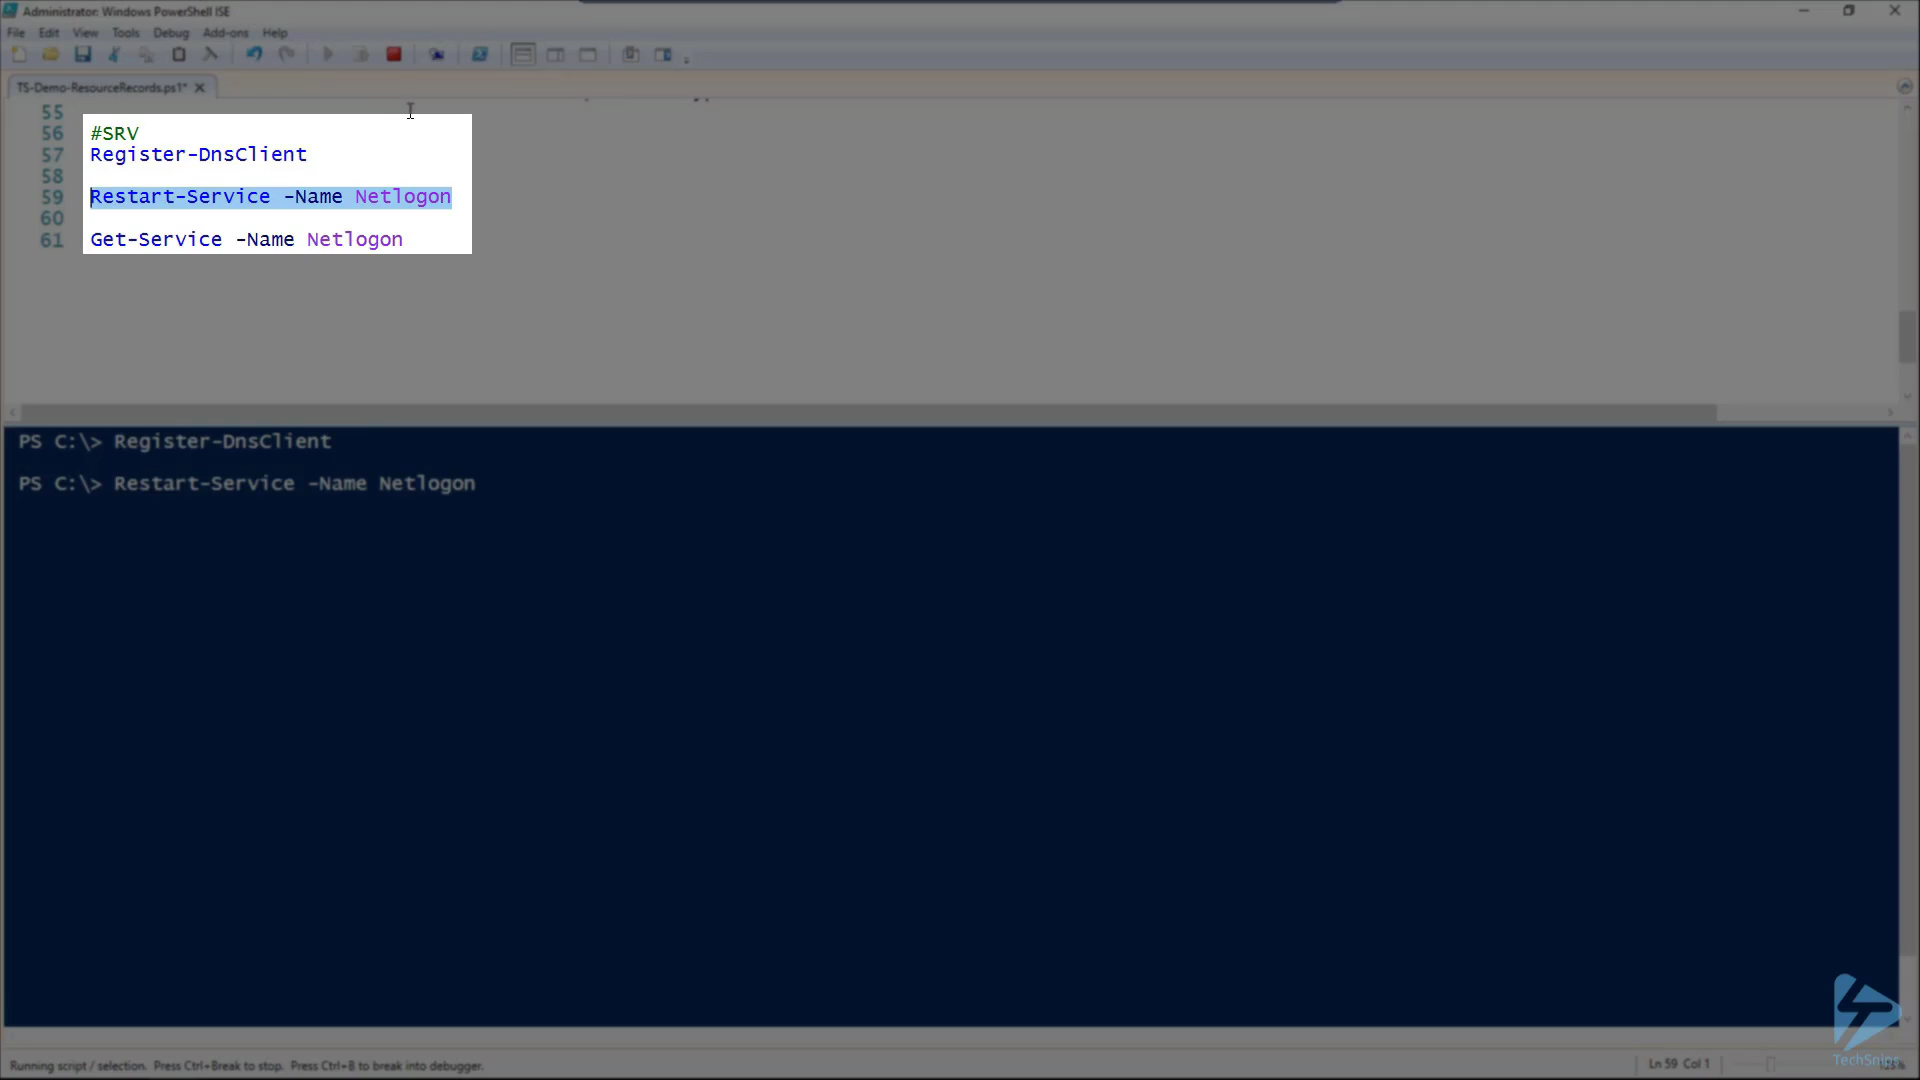 Administrator: Windows PowerShell ISE
File Edit View Tools Debug Add-ons Help
TS-Demo-ResourceRecords.ps1* X
55
56 #SRV
57 Register-DnsClient
58
59 Restart-Service -Name Netlogon
60
61 Get-Service -Name Netlogon
PS C:\> Register-DnsClient
PS C:\> Restart-Service -Name Netlogon
Running script / selection. Press Ctrl+Break to stop. Press Ctrl+B to break into debugger.
Ln 59 Col 1
TechSnips